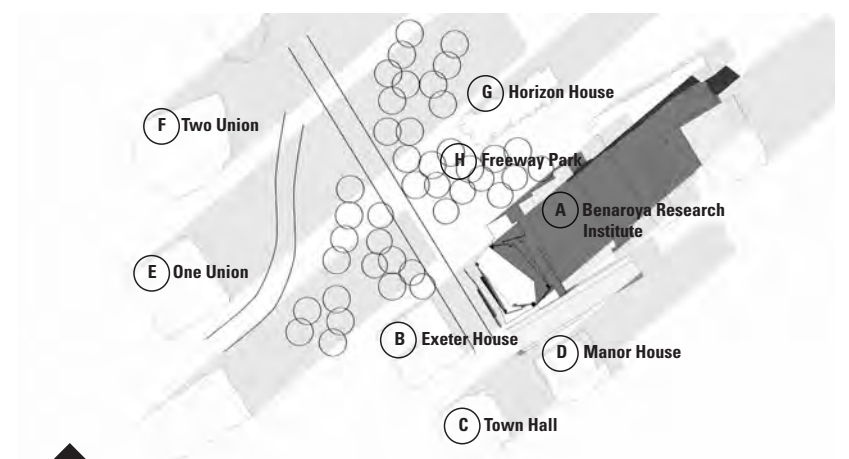 G Horizon House
F Two Union
H Freeway Park
A Benaroya Research
Institute
E One Union
B Exeter House
D Manor House
C Town Hall